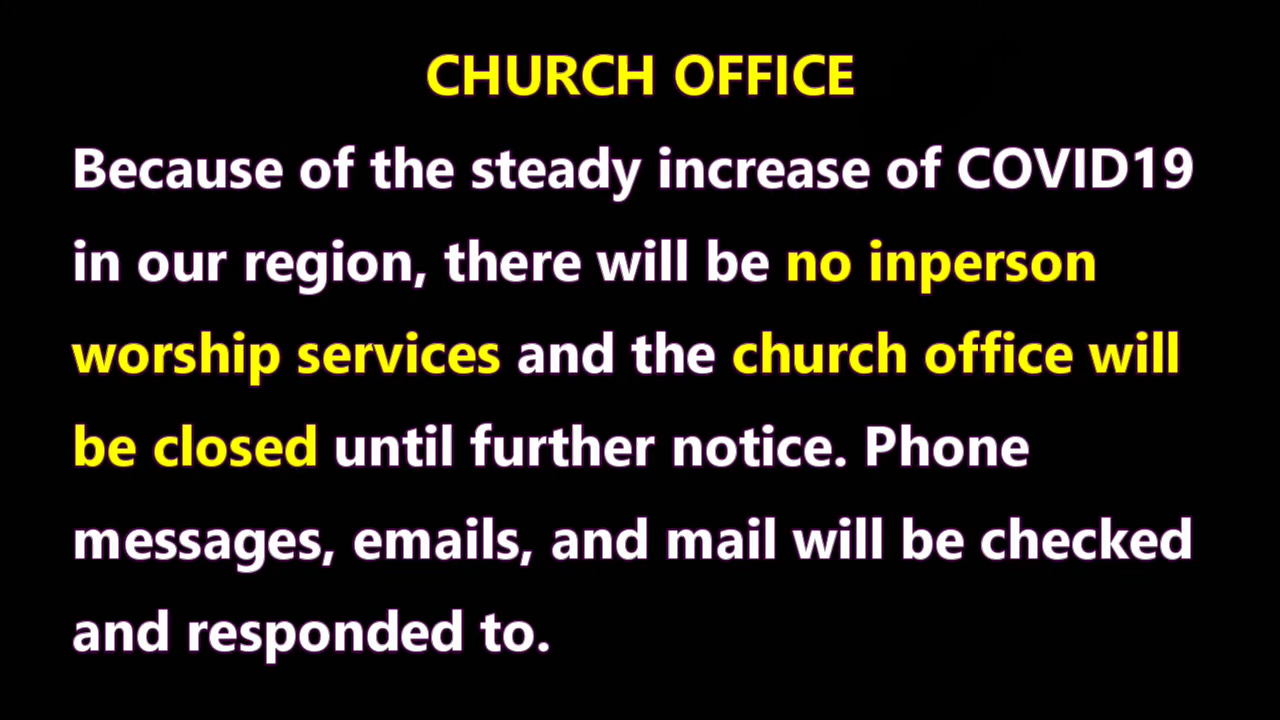 CHURCH OFFICE
Because of the steady increase of COVID19
in our region, there will be no inperson
worship services and the church office will
be closed until further notice. Phone
messages, emails, and mail will be checked
and responded to.